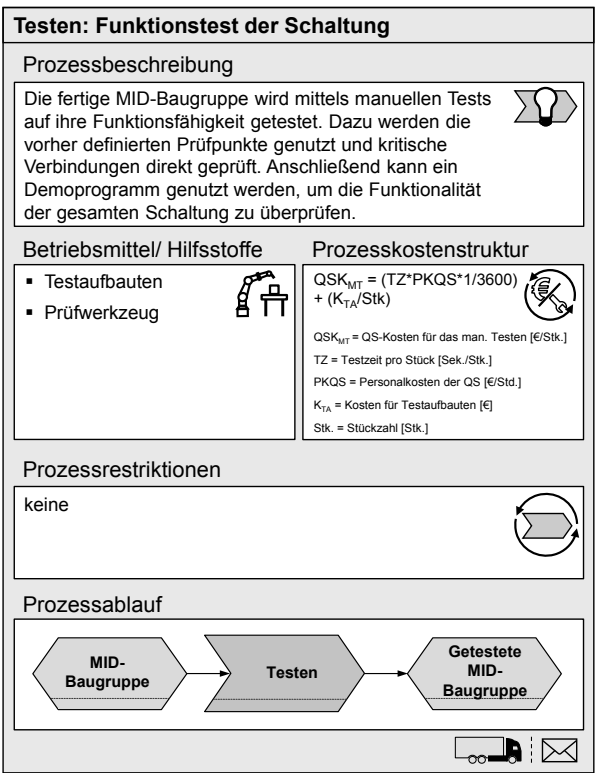 Testen: Funktionstest der Schaltung
Prozessbeschreibung
Die fertige MID-Baugruppe wird mittels manuellen Tests
auf ihre Funktionsfähigkeit getestet. Dazu werden die
vorher definierten Prüfpunkte genutzt und kritische
Verbindungen direkt geprüft. Anschließend kann ein
Demoprogramm genutzt werden, um die Funktionalität
der gesamten Schaltung zu überprüfen.
Betriebsmittel/ Hilfsstoffe
▪ Testaufbauten
▪ Prüfwerkzeug
Prozesskostenstruktur
QSK_MT = (TZ*PKQS*1/3600)
+ (K_TA/Stk)
QSK_MT = QS-Kosten für das man. Testen [€/Stk.]
TZ = Testzeit pro Stück [Sek./Stk.]
PKQS = Personalkosten der QS [€/Std.]
K_TA = Kosten für Testaufbauten [€]
Stk. = Stückzahl [Stk.]
Prozessrestriktionen
keine
Prozessablauf
MID-
Baugruppe
Testen
Getestete
MID-
Baugruppe